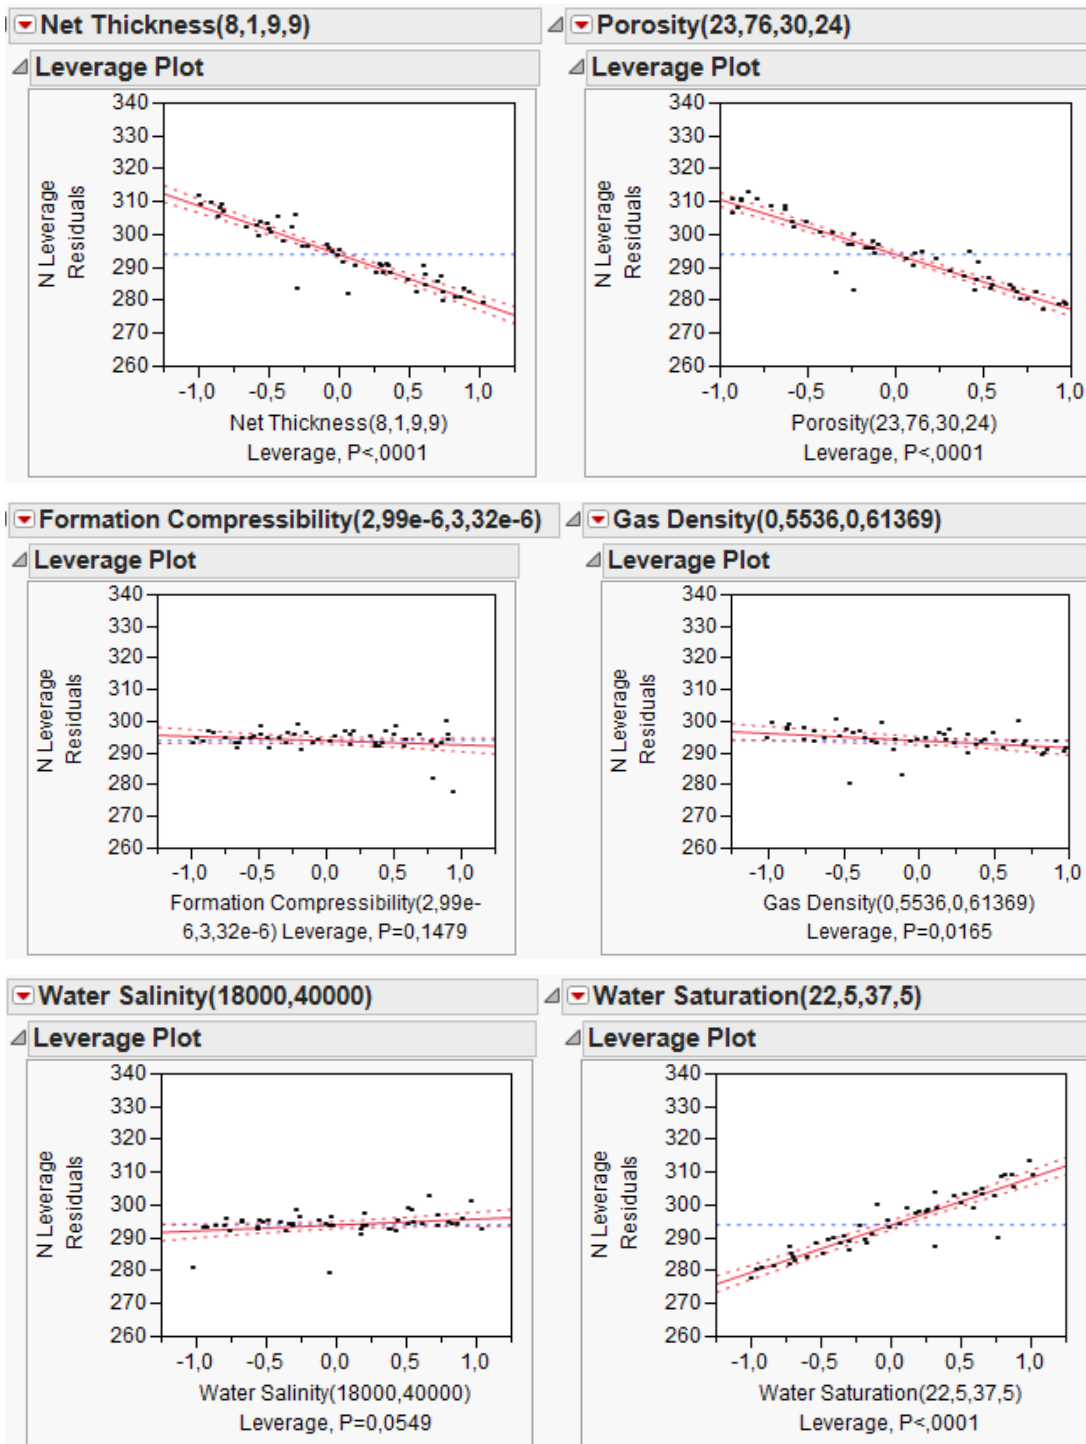 Net Thickness(8,1,9,9)
Leverage Plot
340
330
320
310
300
290
280
270
260
N Leverage
Residuals
-1,0 -0,5 0,0 0,5 1,0
Net Thickness(8,1,9,9)
Leverage, P<,0001
Porosity(23,76,30,24)
Leverage Plot
340
330
320
310
300
290
280
270
260
N Leverage
Residuals
-1,0 -0,5 0,0 0,5 1,0
Porosity(23,76,30,24)
Leverage, P<,0001
Formation Compressibility(2,99e-6,3,32e-6)
Leverage Plot
340
330
320
310
300
290
280
270
260
N Leverage
Residuals
-1,0 -0,5 0,0 0,5 1,0
Formation Compressibility(2,99e-
6,3,32e-6) Leverage, P=0,1479
Gas Density(0,5536,0,61369)
Leverage Plot
340
330
320
310
300
290
280
270
260
N Leverage
Residuals
-1,0 -0,5 0,0 0,5 1,0
Gas Density(0,5536,0,61369)
Leverage, P=0,0165
Water Salinity(18000,40000)
Leverage Plot
340
330
320
310
300
290
280
270
260
N Leverage
Residuals
-1,0 -0,5 0,0 0,5 1,0
Water Salinity(18000,40000)
Leverage, P=0,0549
Water Saturation(22,5,37,5)
Leverage Plot
340
330
320
310
300
290
280
270
260
N Leverage
Residuals
-1,0 -0,5 0,0 0,5 1,0
Water Saturation(22,5,37,5)
Leverage, P<,0001